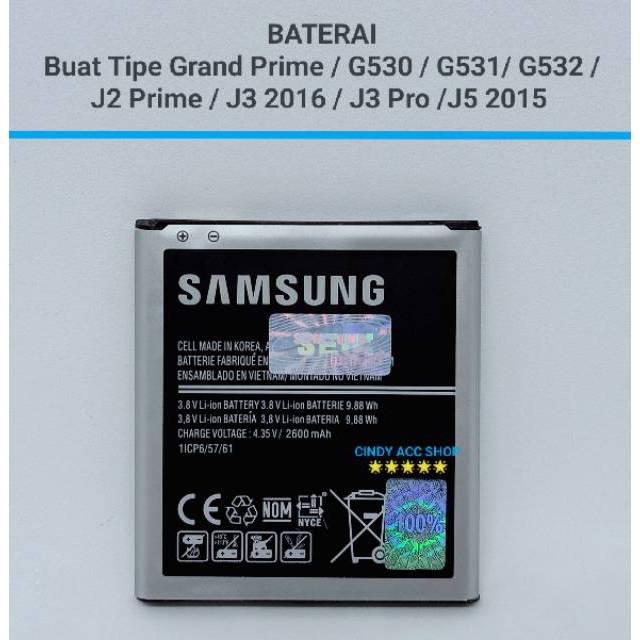 BATERAI
Buat Tipe Grand Prime / G530 / G531/ G532 /
J2 Prime / J3 2016 / J3 Pro /J5 2015
SAMSUNG
CELL MADE IN KOREA, A
BATTERIE FABRIQUÉ EN
ENSAMBLADO EN VIETNAM/ MONTADO NO VIETNAM
3.8 V Li-ion BATTERY 3.8 V Li-ion BATTERIE 9.88 Wh
3,8 V Li-ion BATERÍA 3,8 V Li-ion BATERIA 9,88 Wh
CHARGE VOLTAGE : 4.35 V / 2600 mAh
1ICP6/57/61
CINDY ACC SHOP
CE NOM NYCE
100%